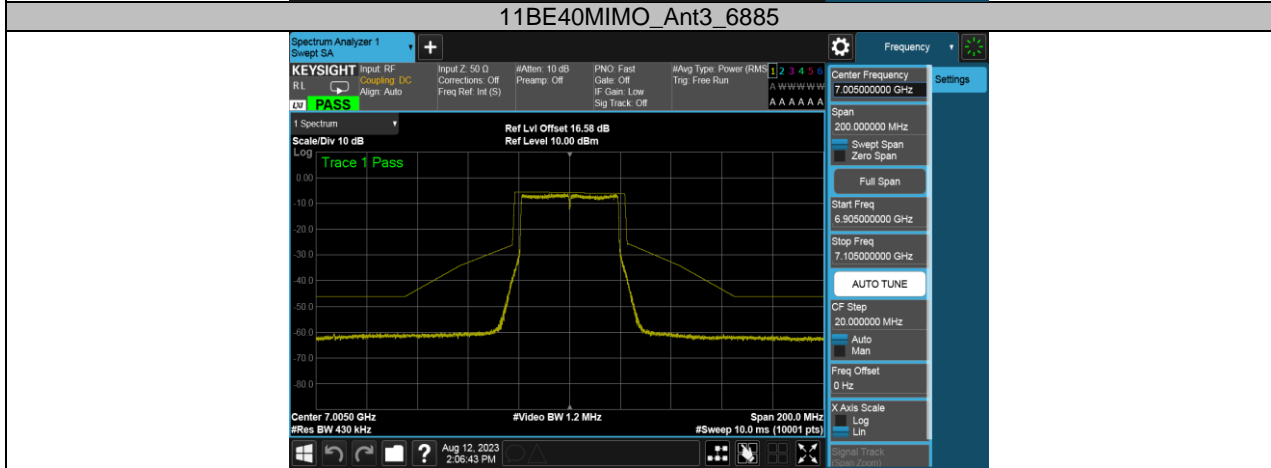 11BE40MIMO_Ant3_6885
Spectrum Analyzer 1
Swept SA
Frequency
KEYSIGHT
RL
LXI
PASS
Input: RF
Coupling: DC
Align: Auto
Input Z: 50 Ω
Corrections: Off
Freq Ref: Int (S)
#Atten: 10 dB
Preamp: Off
PNO: Fast
Gate: Off
IF Gain: Low
Sig Track: Off
#Avg Type: Power (RMS
Trig: Free Run
1 2 3 4 5 6
A W W W W W
A A A A A A
1 Spectrum
Scale/Div 10 dB
Ref Lvl Offset 16.58 dB
Ref Level 10.00 dBm
Log
Trace 1 Pass
0.00
-10.0
-20.0
-30.0
-40.0
-50.0
-60.0
-70.0
-80.0
Center 7.0050 GHz
#Res BW 430 kHz
#Video BW 1.2 MHz
Span 200.0 MHz
#Sweep 10.0 ms (10001 pts)
?
Aug 12, 2023
2:06:43 PM
Center Frequency
7.005000000 GHz
Settings
Span
200.000000 MHz
Swept Span
Zero Span
Full Span
Start Freq
6.905000000 GHz
Stop Freq
7.105000000 GHz
AUTO TUNE
CF Step
20.000000 MHz
Auto
Man
Freq Offset
0 Hz
X Axis Scale
Log
Lin
Signal Track
(Span Zoom)